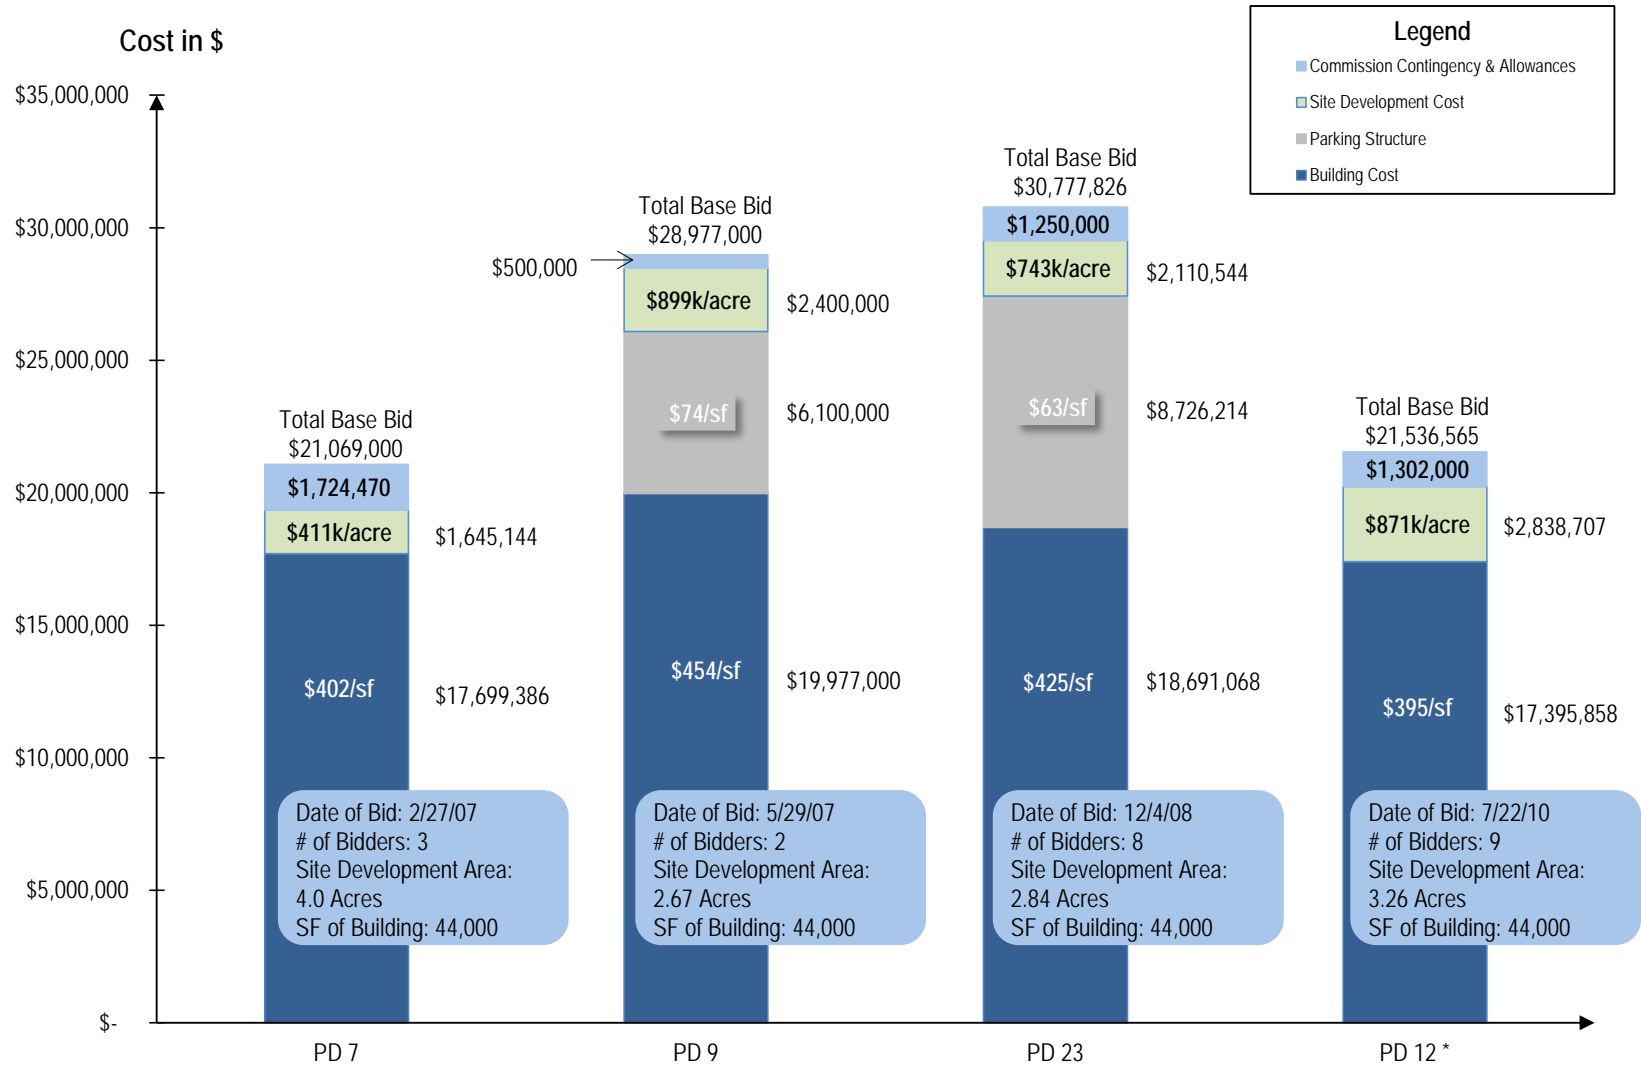 Cost in $
Legend
Commission Contingency & Allowances
Site Development Cost
Parking Structure
Building Cost
$35,000,000
$30,000,000
$25,000,000
$20,000,000
$15,000,000
$10,000,000
$5,000,000
$-
Total Base Bid
$21,069,000
$1,724,470
$411k/acre
$1,645,144
$402/sf
$17,699,386
Date of Bid: 2/27/07
# of Bidders: 3
Site Development Area:
4.0 Acres
SF of Building: 44,000
PD 7
Total Base Bid
$28,977,000
$500,000
$899k/acre
$2,400,000
$74/sf
$6,100,000
$454/sf
$19,977,000
Date of Bid: 5/29/07
# of Bidders: 2
Site Development Area:
2.67 Acres
SF of Building: 44,000
PD 9
Total Base Bid
$30,777,826
$1,250,000
$743k/acre
$2,110,544
$63/sf
$8,726,214
$425/sf
$18,691,068
Date of Bid: 12/4/08
# of Bidders: 8
Site Development Area:
2.84 Acres
SF of Building: 44,000
PD 23
Total Base Bid
$21,536,565
$1,302,000
$871k/acre
$2,838,707
$395/sf
$17,395,858
Date of Bid: 7/22/10
# of Bidders: 9
Site Development Area:
3.26 Acres
SF of Building: 44,000
PD 12 *